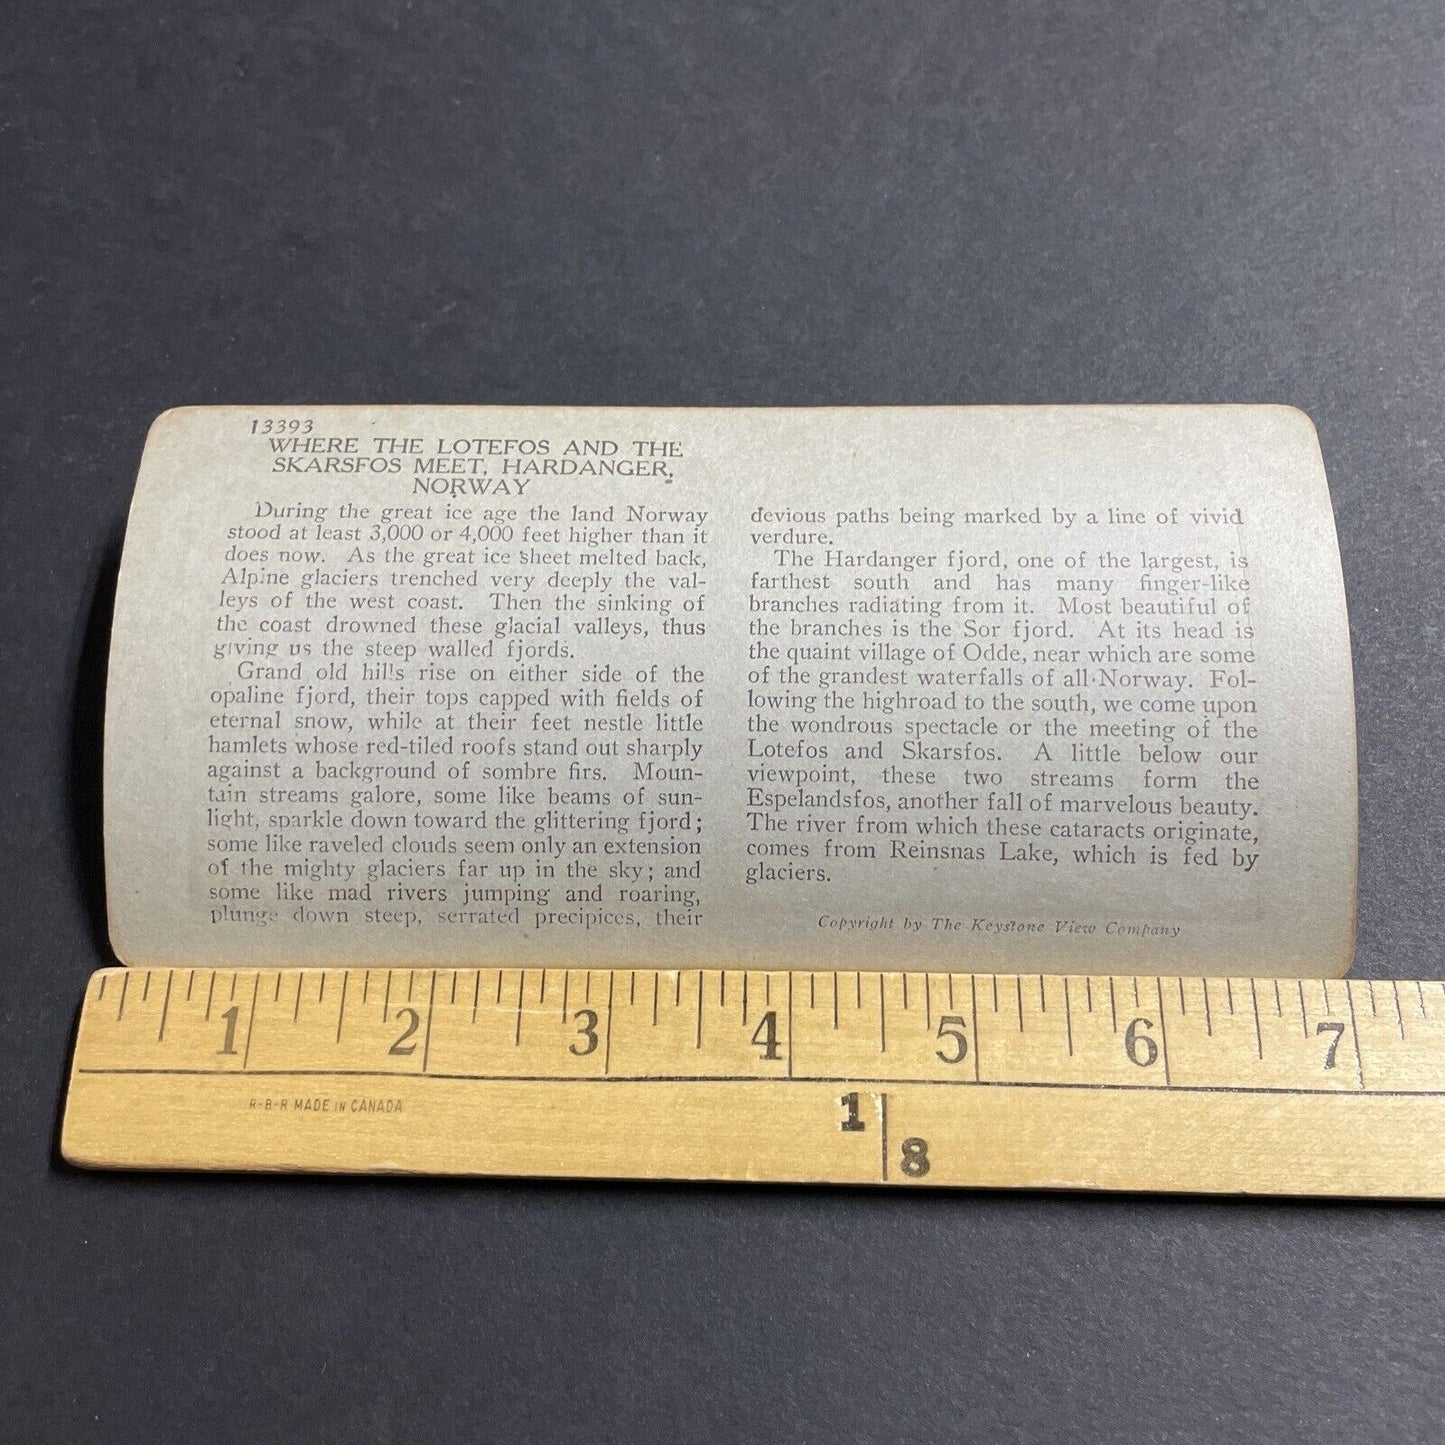 13393
WHERE THE LOTEFOS AND THE
SKARSFOS MEET, HARDANGER,
NORWAY
During the great ice age the land Norway
stood at least 3,000 or 4,000 feet higher than it
does now. As the great ice sheet melted back,
Alpine glaciers trenched very deeply the val-
leys of the west coast. Then the sinking of
the coast drowned these glacial valleys, thus
giving us the steep walled fjords.
Grand old hills rise on either side of the
opaline fjord, their tops capped with fields of
eternal snow, while at their feet nestle little
hamlets whose red-tiled roofs stand out sharply
against a background of sombre firs. Moun-
tain streams galore, some like beams of sun-
light, sparkle down toward the glittering fjord;
some like raveled clouds seem only an extension
of the mighty glaciers far up in the sky; and
some like mad rivers jumping and roaring,
plunge down steep, serrated precipices, their
devious paths being marked by a line of vivid
verdure.
The Hardanger fjord, one of the largest, is
farthest south and has many finger-like
branches radiating from it. Most beautiful of
the branches is the Sor fjord. At its head is
the quaint village of Odde, near which are some
of the grandest waterfalls of all Norway. Fol-
lowing the highroad to the south, we come upon
the wondrous spectacle or the meeting of the
Lotefos and Skarsfos. A little below our
viewpoint, these two streams form the
Espelandsfos, another fall of marvelous beauty.
The river from which these cataracts originate,
comes from Reinsnas Lake, which is fed by
glaciers.
Copyright by The Keystone View Company
1 2 3 4 5 6 7
R-B-R MADE IN CANADA
1
8